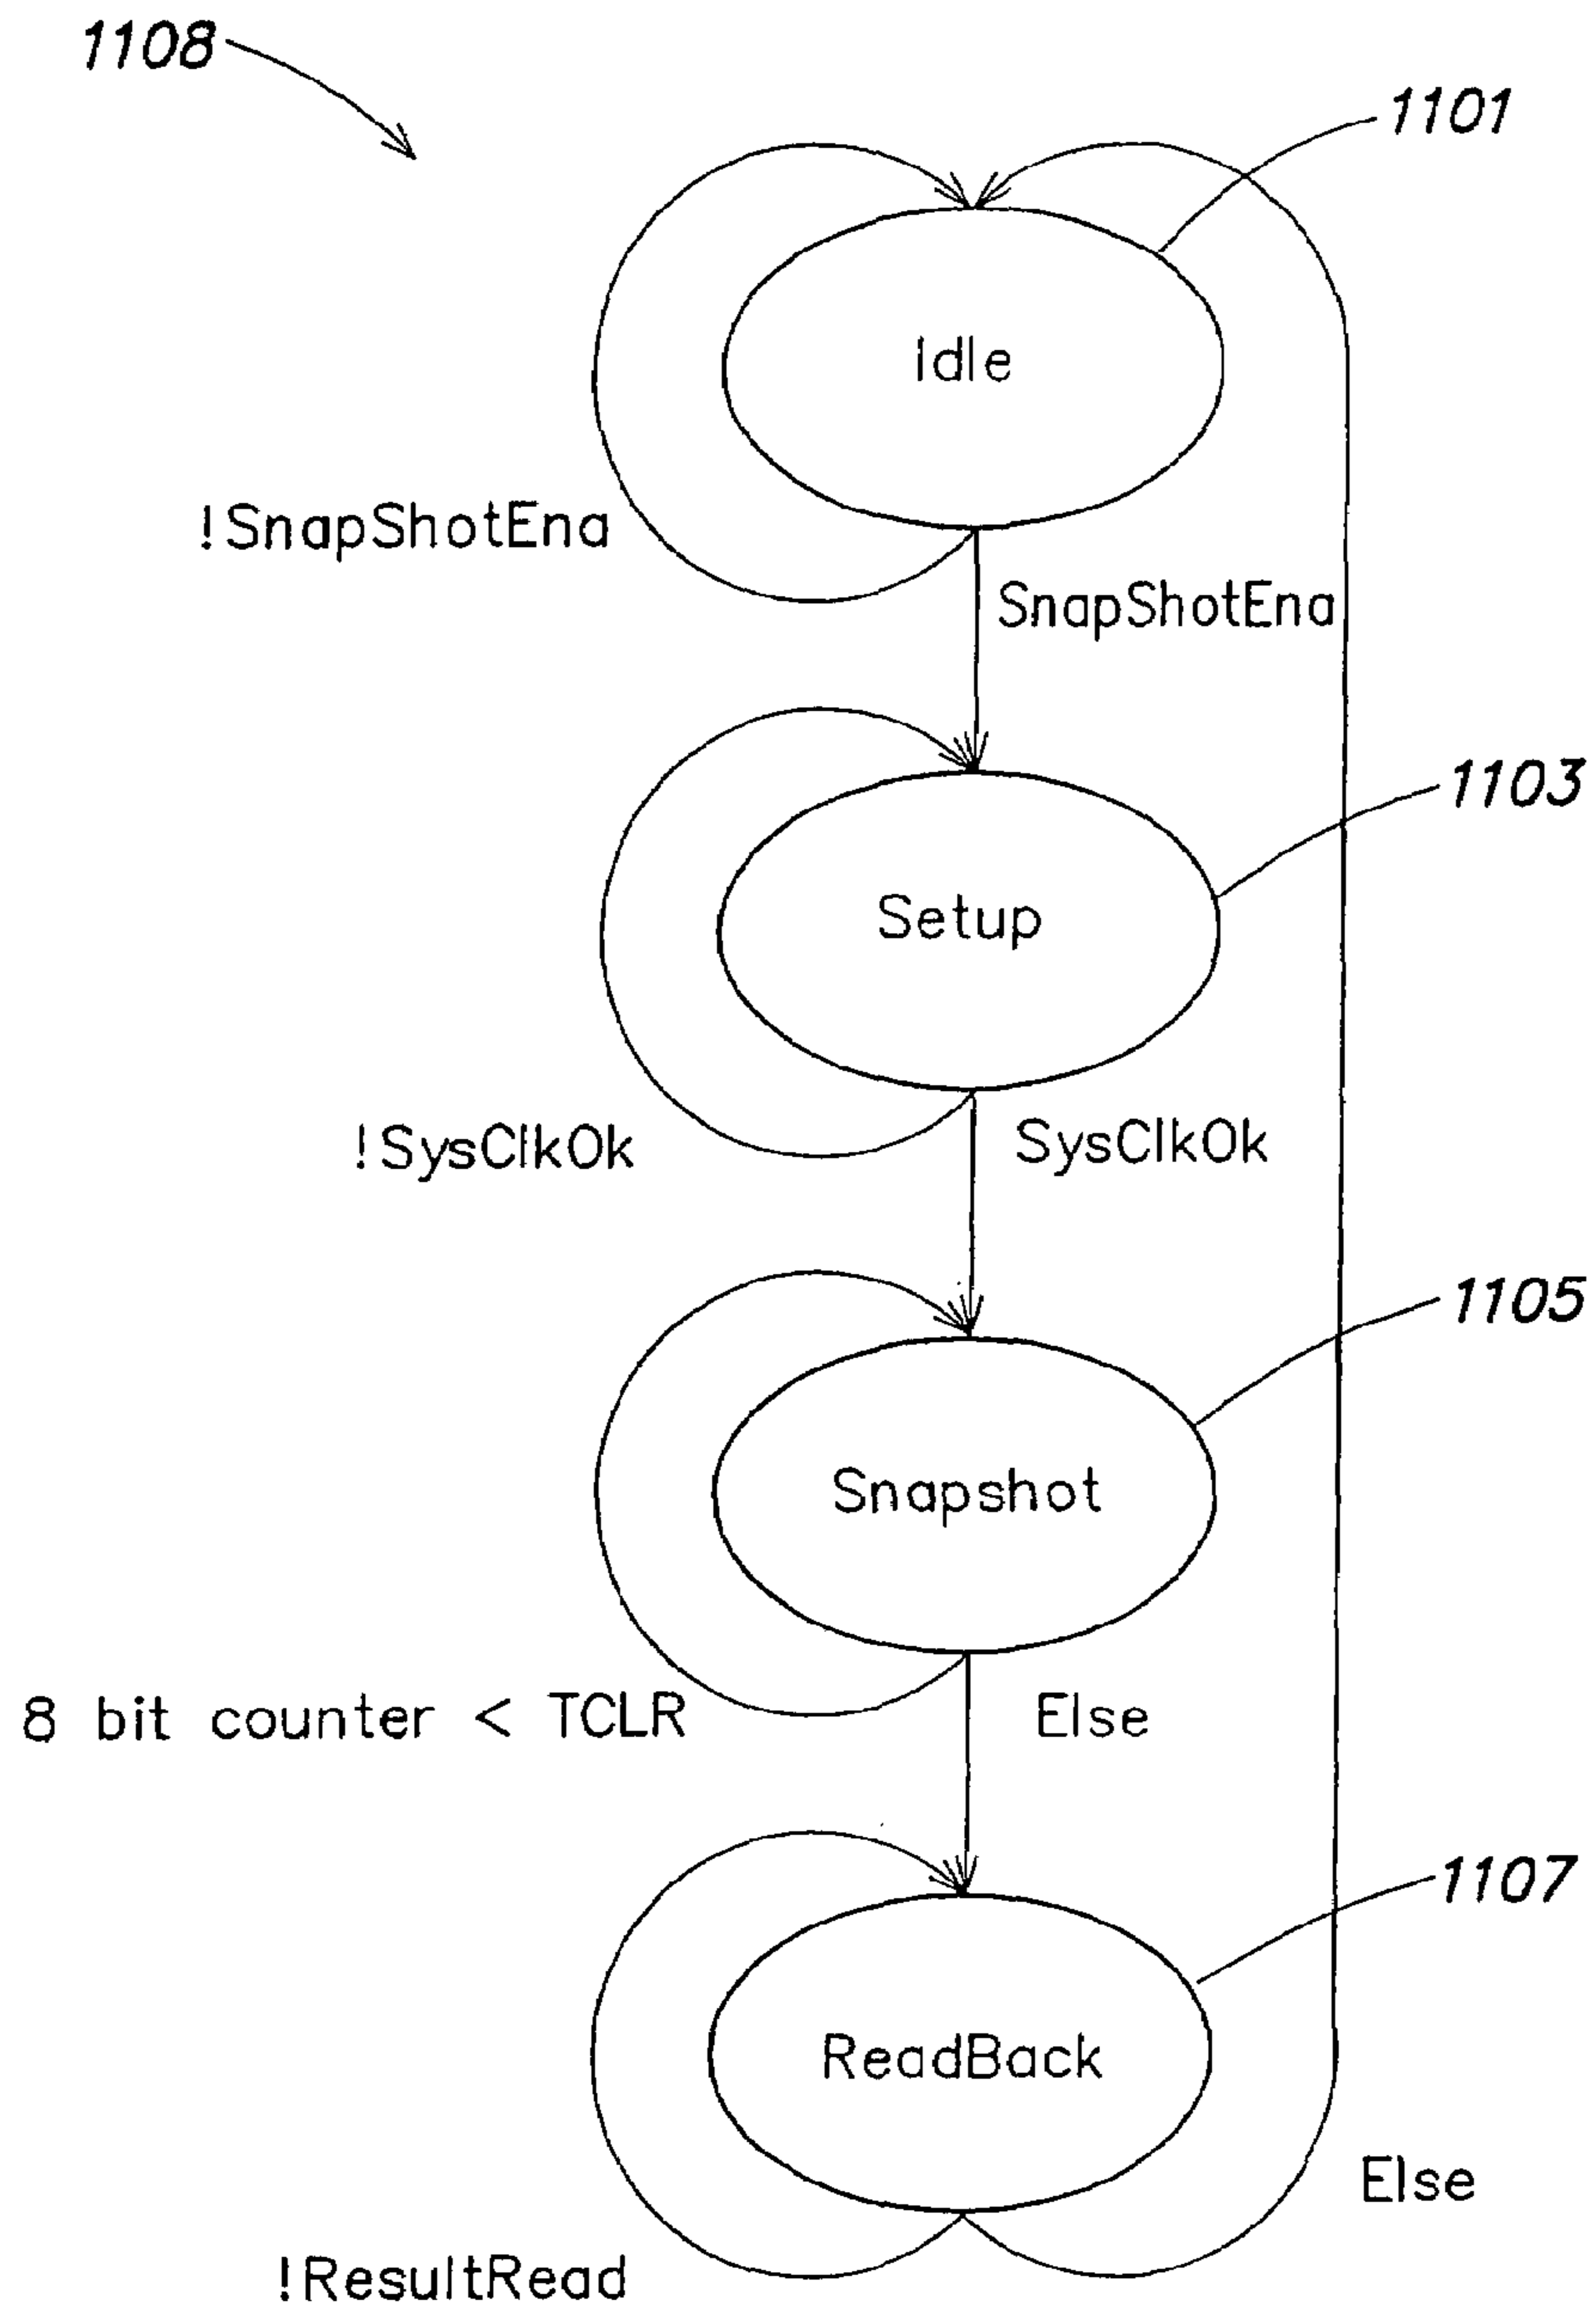 1108
1101
Idle
!SnapShotEna
SnapShotEna
1103
Setup
!SysClkOk
SysClkOk
1105
Snapshot
8 bit counter < TCLR
Else
1107
ReadBack
Else
!ResultRead